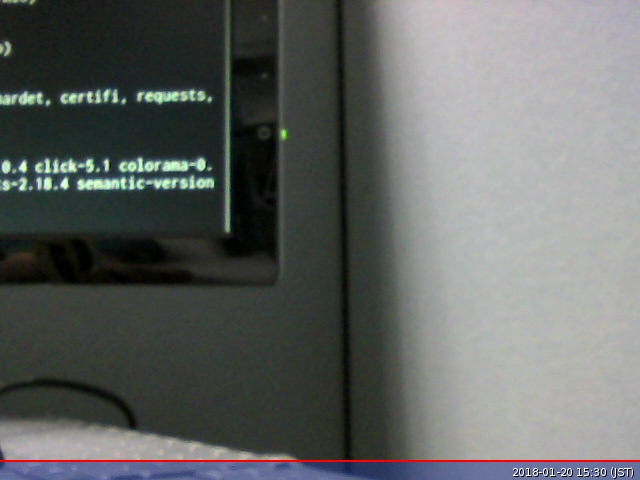 )
hardet, certifi, requests,
0.4 click-5.1 colorama-0.
s-2.18.4 semantic-version
2018-01-20 15:30 (JST)